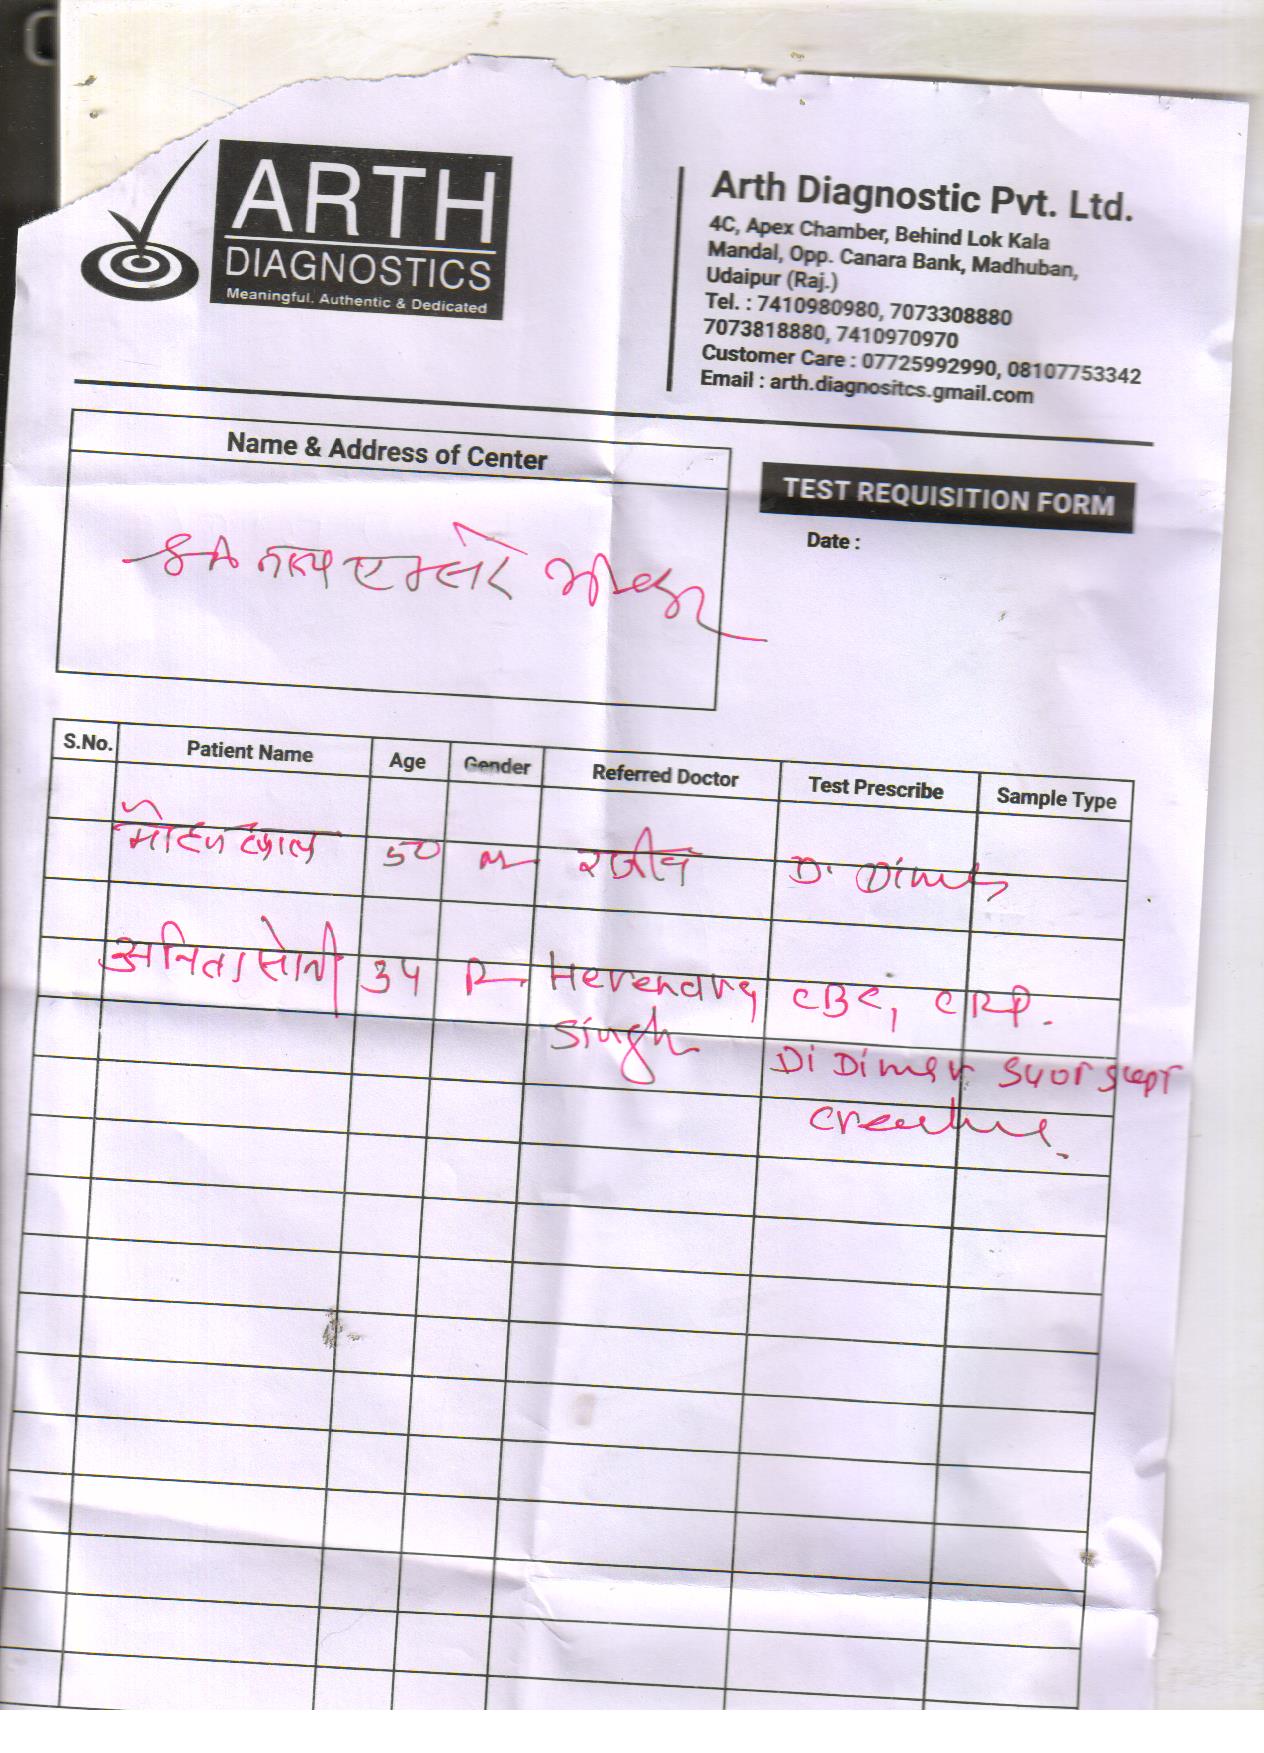 ARTH
DIAGNOSTICS
Meaningful, Authentic & Dedicated
Arth Diagnostic Pvt. Ltd.
4C, Apex Chamber, Behind Lok Kala
Mandal, Opp. Canara Bank, Madhuban,
Udaipur (Raj.)
Tel. : 7410980980, 7073308880
7073818880, 7410970970
Customer Care : 07725992990, 08107753342
Email : arth.diagnositcs.gmail.com
Name & Address of Center
TEST REQUISITION FORM
Date :
S.No. Patient Name Age Gender Referred Doctor Test Prescribe Sample Type
50 M D. Dimer
अनिता सोनी 34 Herendra CBC, CRP.
Singh Di Dimer